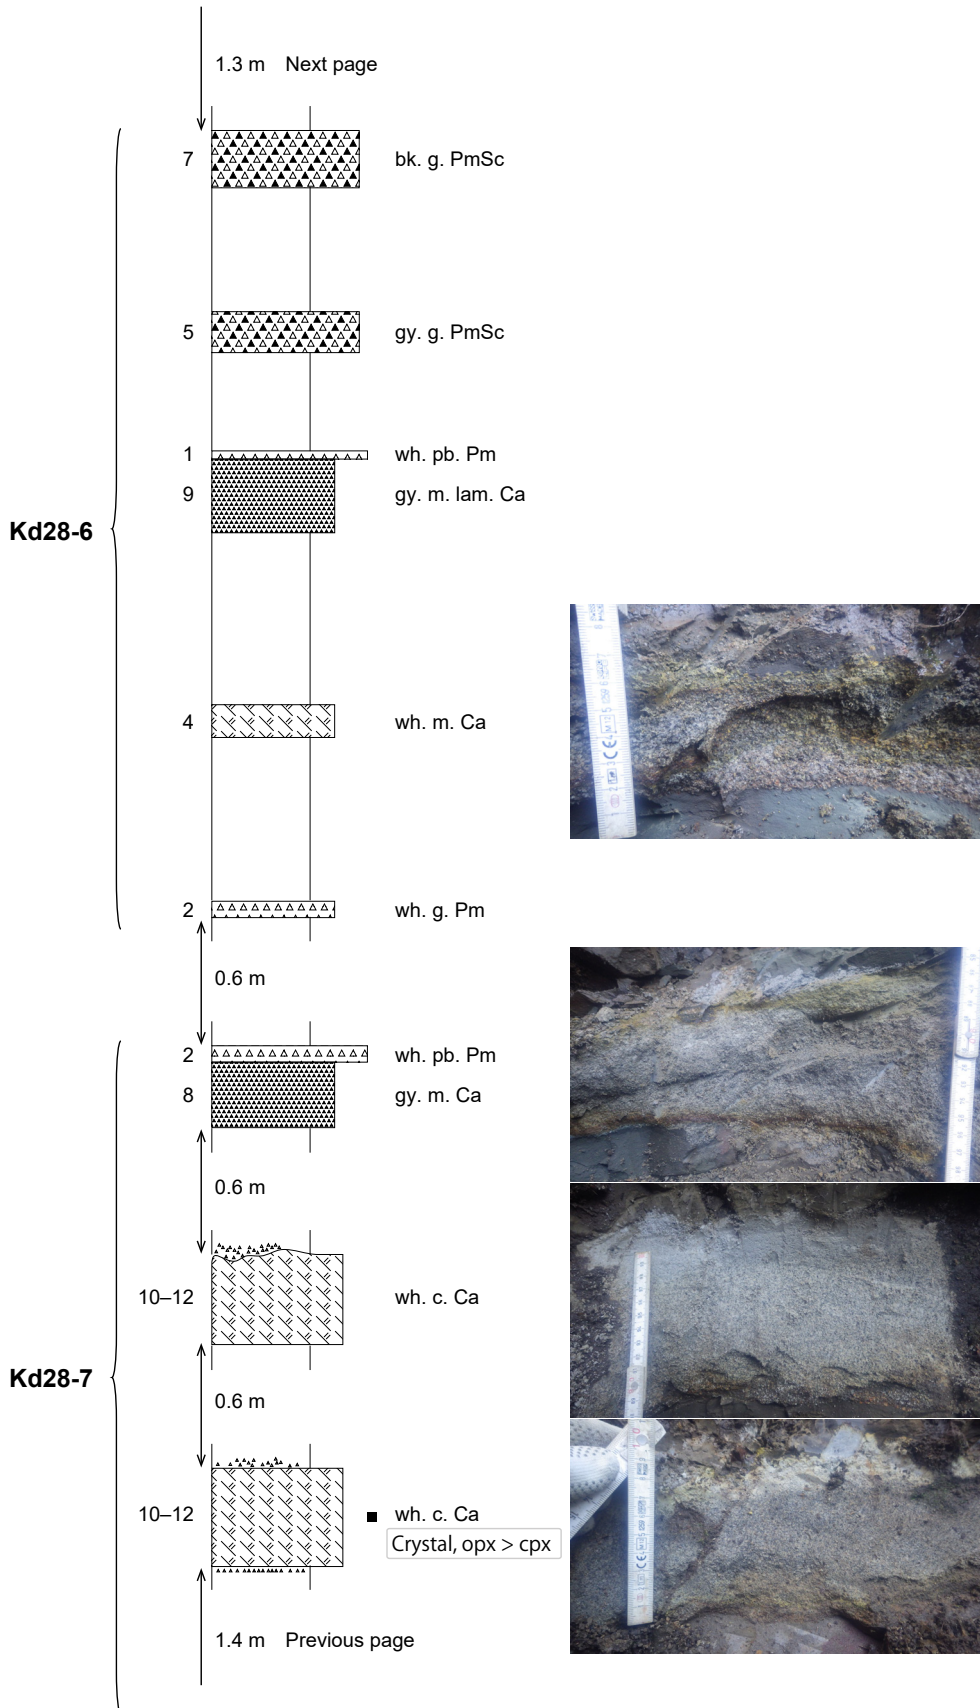 1.3 m Next page
7 bk. g. PmSc
5 gy. g. PmSc
1 wh. pb. Pm
9 gy. m. lam. Ca
Kd28-6
4 wh. m. Ca
2 wh. g. Pm
0.6 m
2 wh. pb. Pm
8 gy. m. Ca
0.6 m
10–12 wh. c. Ca
Kd28-7
0.6 m
10–12 wh. c. Ca
Crystal, opx > cpx
1.4 m Previous page